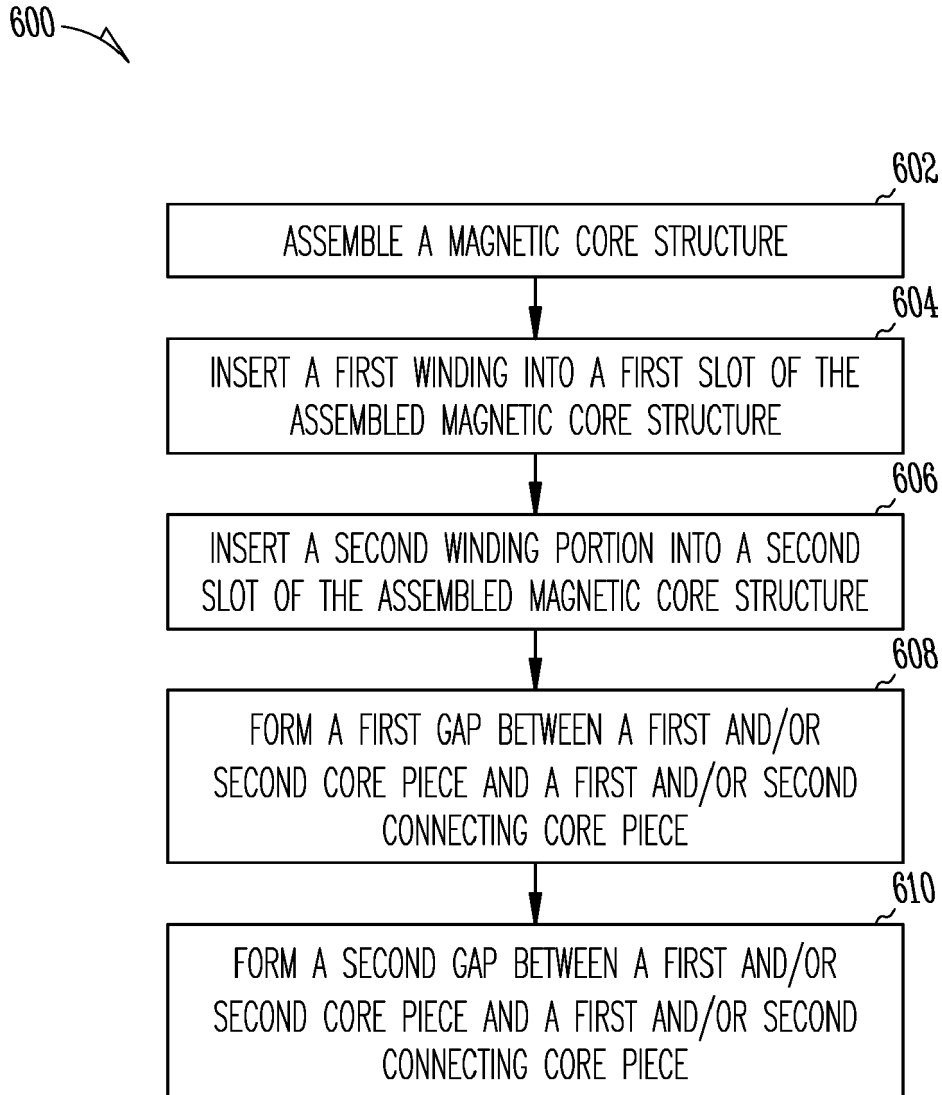 600
602
ASSEMBLE A MAGNETIC CORE STRUCTURE
604
INSERT A FIRST WINDING INTO A FIRST SLOT OF THE
ASSEMBLED MAGNETIC CORE STRUCTURE
606
INSERT A SECOND WINDING PORTION INTO A SECOND
SLOT OF THE ASSEMBLED MAGNETIC CORE STRUCTURE
608
FORM A FIRST GAP BETWEEN A FIRST AND/OR
SECOND CORE PIECE AND A FIRST AND/OR SECOND
CONNECTING CORE PIECE
610
FORM A SECOND GAP BETWEEN A FIRST AND/OR
SECOND CORE PIECE AND A FIRST AND/OR SECOND
CONNECTING CORE PIECE